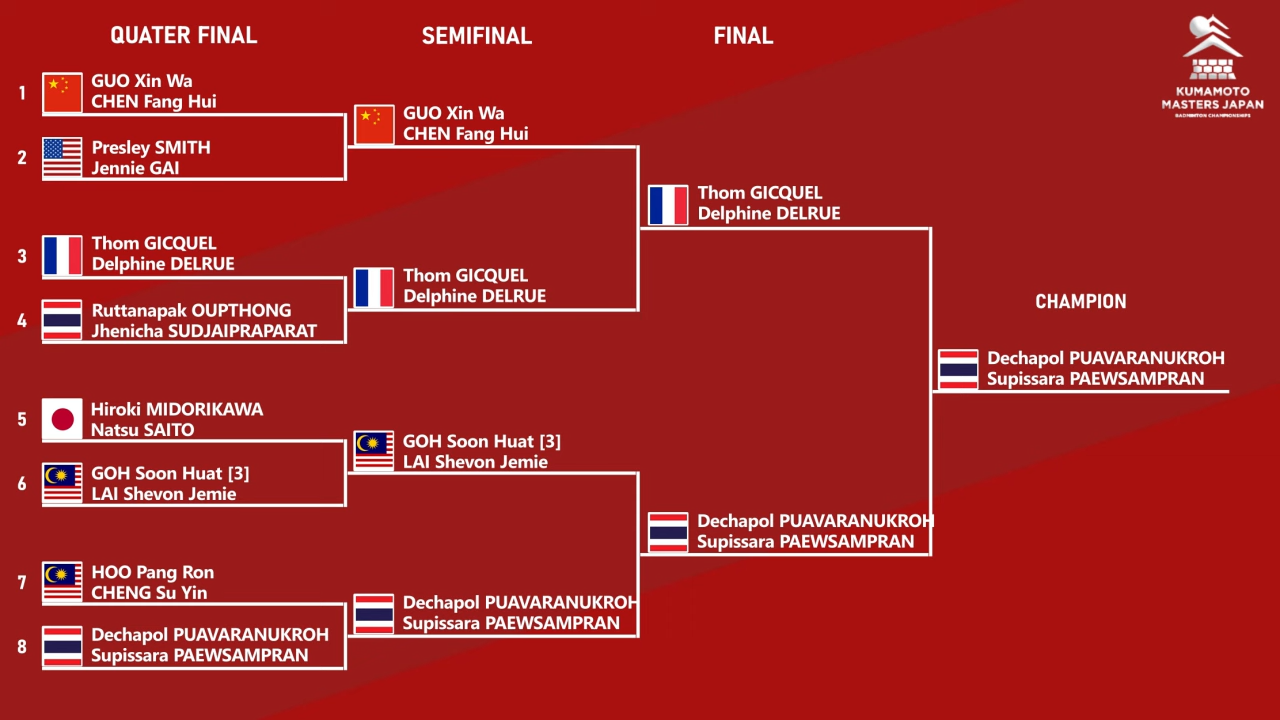 QUATER FINAL
SEMIFINAL
FINAL
KUMAMOTO
MASTERS JAPAN
BADMINTON CHAMPIONSHIPS
1
GUO Xin Wa
CHEN Fang Hui
2
Presley SMITH
Jennie GAI
3
Thom GICQUEL
Delphine DELRUE
4
Ruttanapak OUPTHONG
Jhenicha SUDJAIPRAPARAT
5
Hiroki MIDORIKAWA
Natsu SAITO
6
GOH Soon Huat [3]
LAI Shevon Jemie
7
HOO Pang Ron
CHENG Su Yin
8
Dechapol PUAVARANUKROH
Supissara PAEWSAMPRAN
GUO Xin Wa
CHEN Fang Hui
Thom GICQUEL
Delphine DELRUE
GOH Soon Huat [3]
LAI Shevon Jemie
Dechapol PUAVARANUKROH
Supissara PAEWSAMPRAN
Thom GICQUEL
Delphine DELRUE
Dechapol PUAVARANUKROH
Supissara PAEWSAMPRAN
CHAMPION
Dechapol PUAVARANUKROH
Supissara PAEWSAMPRAN